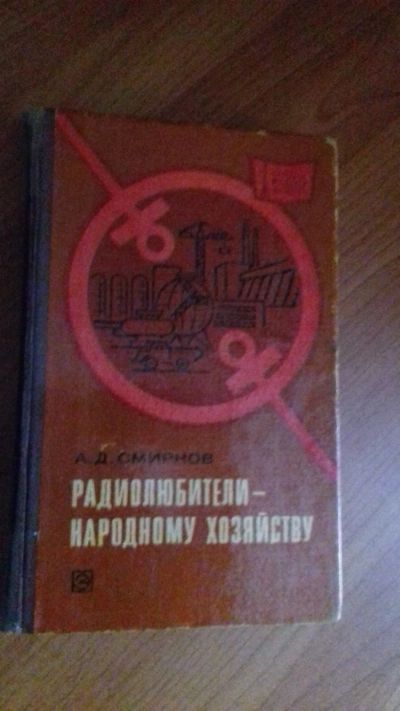 А. Д. СМИРНОВ
РАДИОЛЮБИТЕЛИ –
НАРОДНОМУ ХОЗЯЙСТВУ